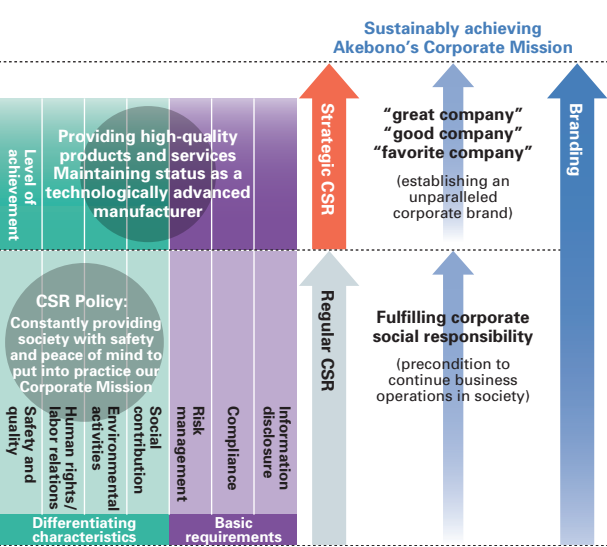 Sustainably achieving
Akebono’s Corporate Mission
Level of
achievement
Providing high-quality
products and services
Maintaining status as a
technologically advanced
manufacturer
Strategic CSR
“great company”
“good company”
“favorite company”
(establishing an
unparalleled
corporate brand)
Branding
CSR Policy:
Constantly providing
society with safety
and peace of mind to
put into practice our
Corporate Mission
Regular CSR
Fulfilling corporate
social responsibility
(precondition to
continue business
operations in society)
Safety and
quality
Human rights/
labor relations
Environmental
activities
Social
contribution
Risk
management
Compliance
Information
disclosure
Differentiating
characteristics
Basic
requirements